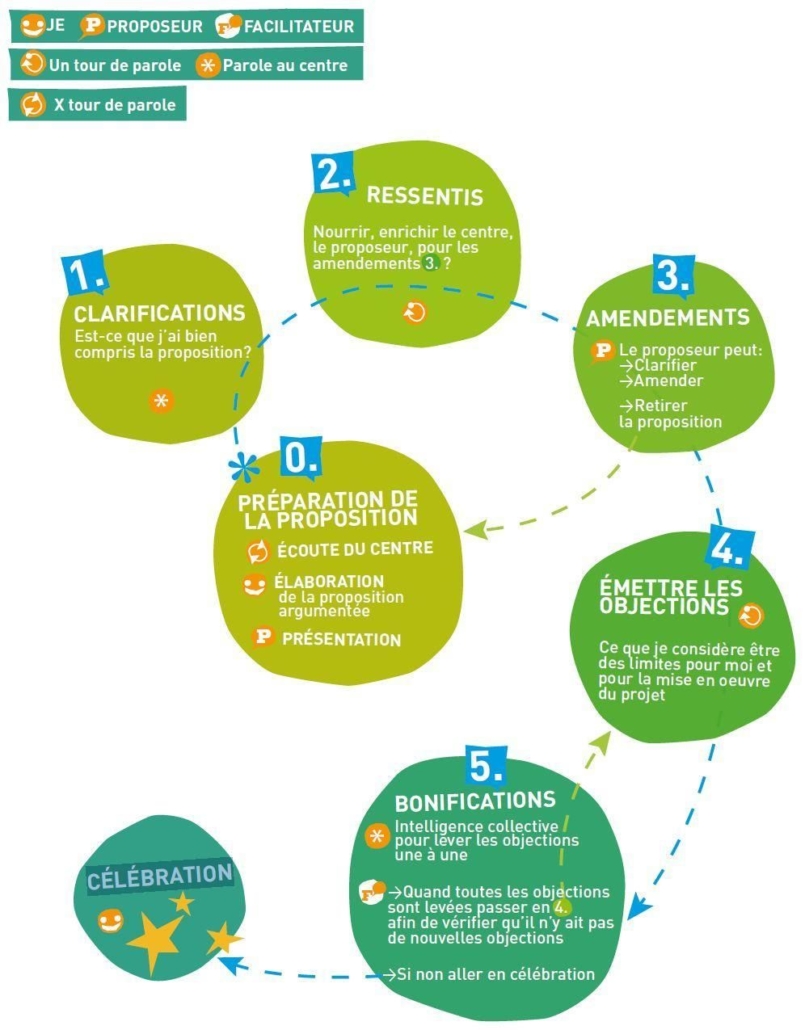 JE P PROPOSEUR F FACILITATEUR
Un tour de parole * Parole au centre
X tour de parole
2.
RESSENTIS
Nourrir, enrichir le centre,
le proposeur, pour les
amendements 3. ?
1.
CLARIFICATIONS
Est-ce que j'ai bien
compris la proposition?
*
3.
AMENDEMENTS
P Le proposeur peut:
→Clarifier
→Amender
→Retirer
la proposition
*
0.
PRÉPARATION DE
LA PROPOSITION
ÉCOUTE DU CENTRE
ÉLABORATION
de la proposition
argumentée
P PRÉSENTATION
4.
ÉMETTRE LES
OBJECTIONS
Ce que je considère être
des limites pour moi et
pour la mise en oeuvre
du projet
5.
BONIFICATIONS
* Intelligence collective
pour lever les objections
une à une
F →Quand toutes les objections
sont levées passer en 4.
afin de vérifier qu'il n'y ait pas
de nouvelles objections
→Si non aller en célébration
CÉLÉBRATION